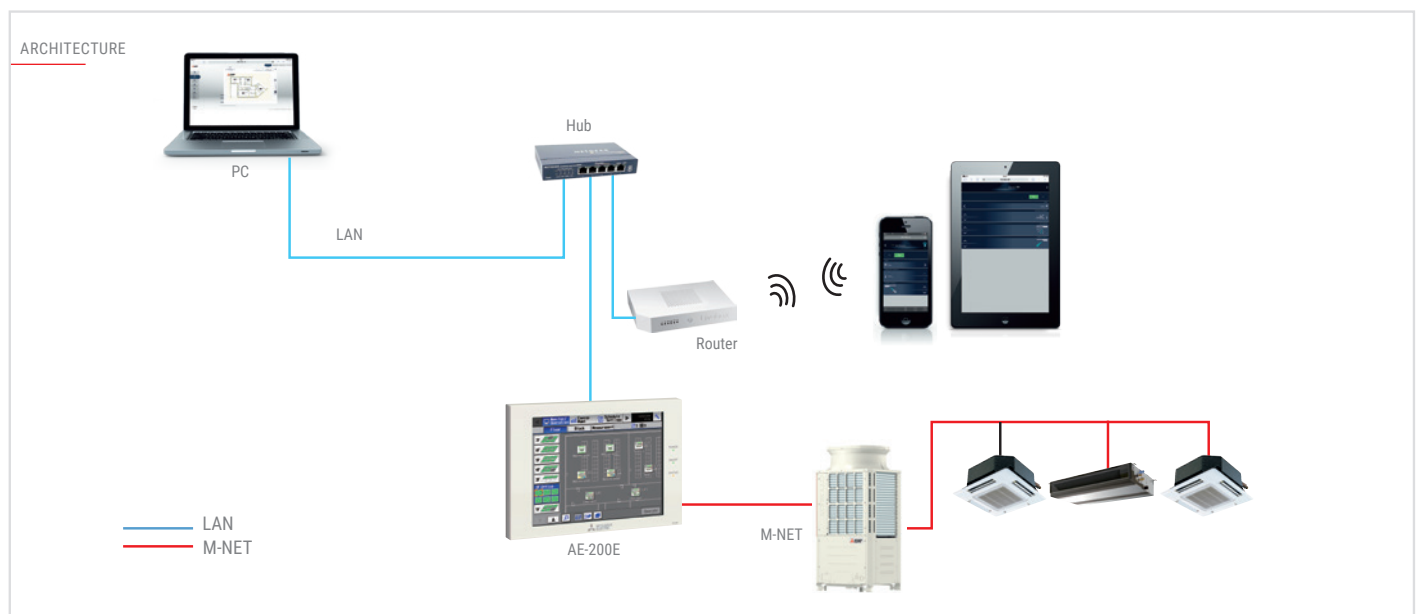 ARCHITECTURE
Hub
PC
LAN
Router
LAN
M-NET
M-NET
AE-200E